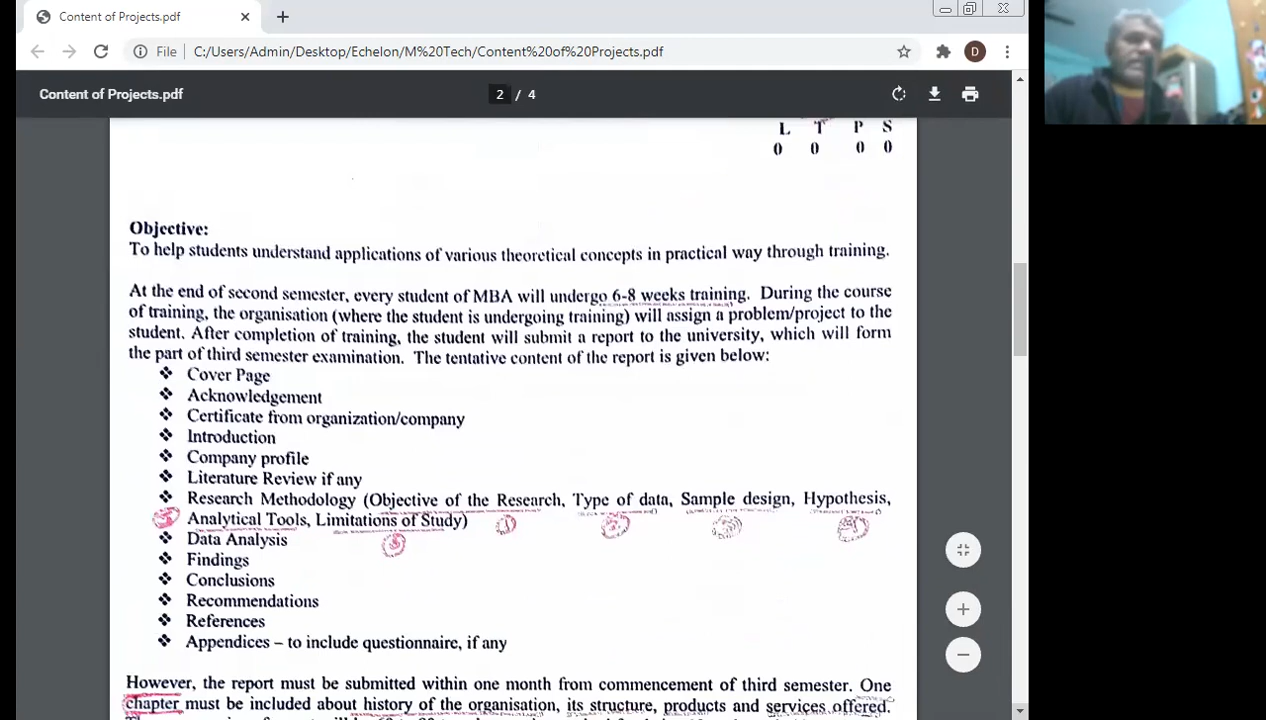 Content of Projects.pdf
File C:/Users/Admin/Desktop/Echelon/M%20Tech/Content%20of%20Projects.pdf D
Content of Projects.pdf 2 / 4
L T P S
0 0 0 0
Objective:
To help students understand applications of various theoretical concepts in practical way through training.
At the end of second semester, every student of MBA will undergo 6-8 weeks training. During the course
of training, the organisation (where the student is undergoing training) will assign a problem/project to the
student. After completion of training, the student will submit a report to the university, which will form
the part of third semester examination. The tentative content of the report is given below:
❖ Cover Page
❖ Acknowledgement
❖ Certificate from organization/company
❖ Introduction
❖ Company profile
❖ Literature Review if any
❖ Research Methodology (Objective of the Research, Type of data, Sample design, Hypothesis,
Analytical Tools, Limitations of Study)
❖ Data Analysis
❖ Findings
❖ Conclusions
❖ Recommendations
❖ References
❖ Appendices – to include questionnaire, if any
However, the report must be submitted within one month from commencement of third semester. One
chapter must be included about history of the organisation, its structure, products and services offered.